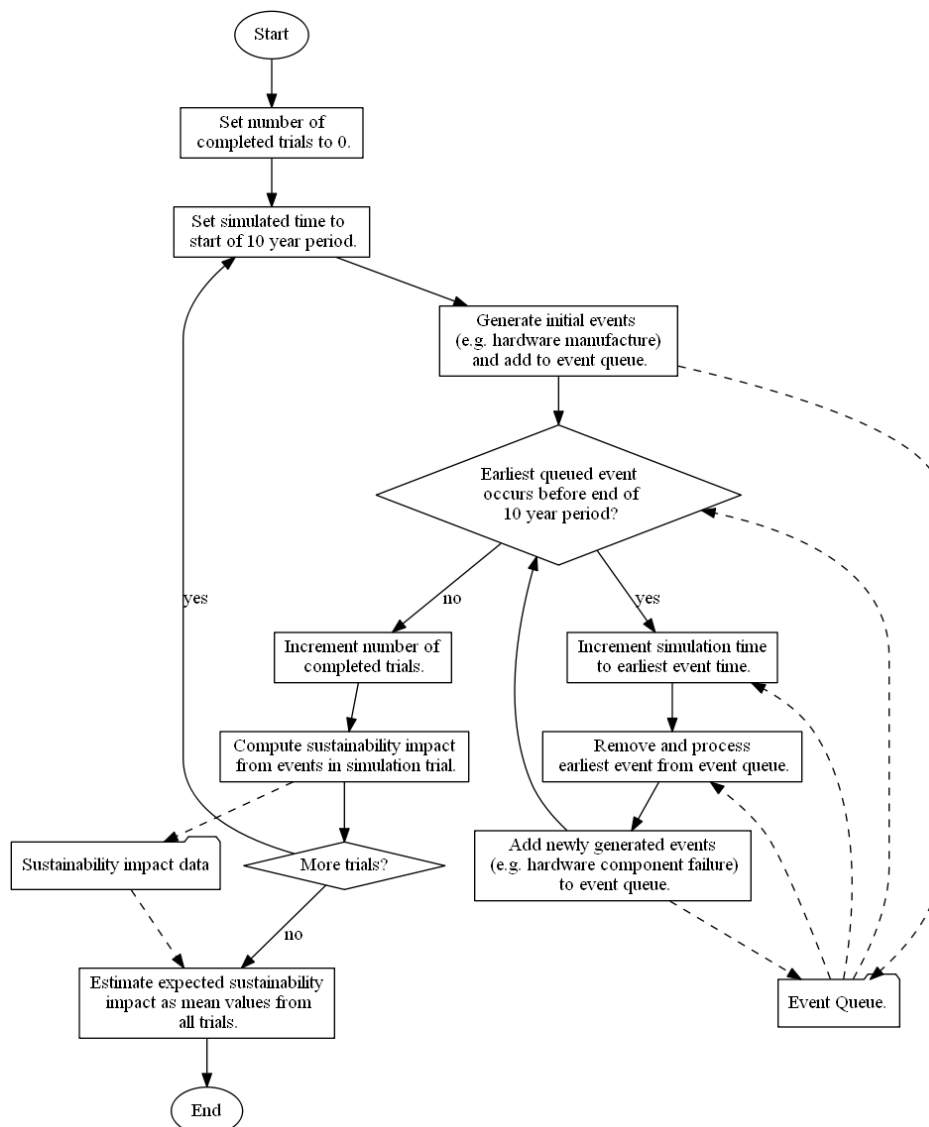 Start
Set number of
completed trials to 0.
Set simulated time to
start of 10 year period.
Generate initial events
(e.g. hardware manufacture)
and add to event queue.
Earliest queued event
occurs before end of
10 year period?
yes
no
yes
Increment number of
completed trials.
Increment simulation time
to earliest event time.
Compute sustainability impact
from events in simulation trial.
Remove and process
earliest event from event queue.
Sustainability impact data
More trials?
Add newly generated events
(e.g. hardware component failure)
to event queue.
no
Estimate expected sustainability
impact as mean values from
all trials.
Event Queue.
End